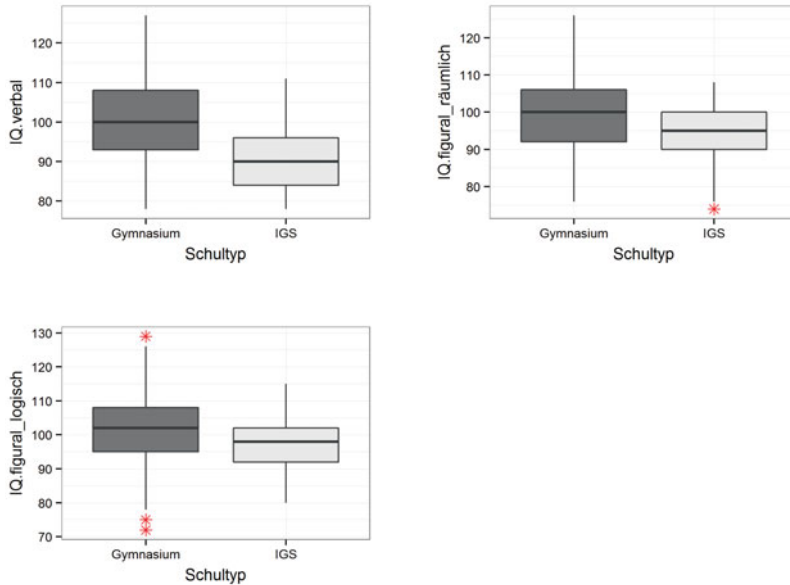 IQ.verbal
120
110
100
90
80
Gymnasium IGS
Schultyp
IQ.figural_räumlich
120
110
100
90
80
Gymnasium IGS
Schultyp
IQ.figural_logisch
130
120
110
100
90
80
70
Gymnasium IGS
Schultyp